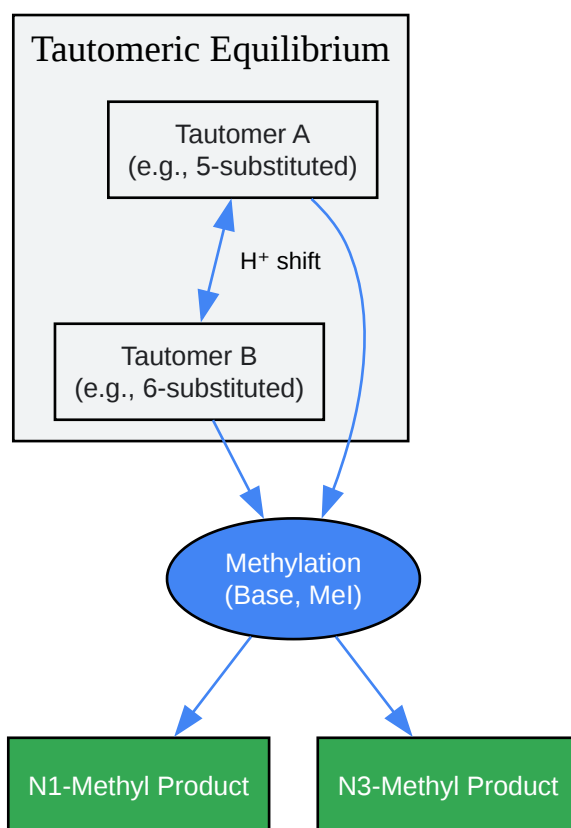 Tautomeric Equilibrium
Tautomer A
(e.g., 5-substituted)
H⁺ shift
Tautomer B
(e.g., 6-substituted)
Methylation
(Base, MeI)
N1-Methyl Product
N3-Methyl Product